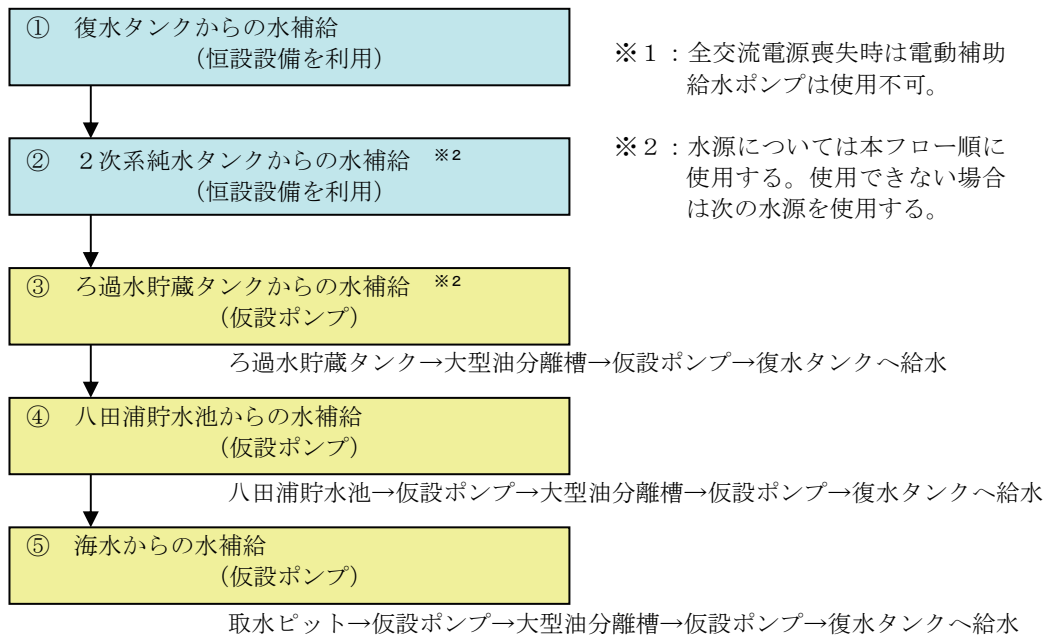 ① 復水タンクからの水補給
(恒設設備を利用)
※1:全交流電源喪失時は電動補助
給水ポンプは使用不可。
② 2次系純水タンクからの水補給 ※2
(恒設設備を利用)
※2:水源については本フロー順に
使用する。使用できない場合
は次の水源を使用する。
③ ろ過水貯蔵タンクからの水補給 ※2
(仮設ポンプ)
ろ過水貯蔵タンク→大型油分離槽→仮設ポンプ→復水タンクへ給水
④ 八田浦貯水池からの水補給
(仮設ポンプ)
八田浦貯水池→仮設ポンプ→大型油分離槽→仮設ポンプ→復水タンクへ給水
⑤ 海水からの水補給
(仮設ポンプ)
取水ピット→仮設ポンプ→大型油分離槽→仮設ポンプ→復水タンクへ給水